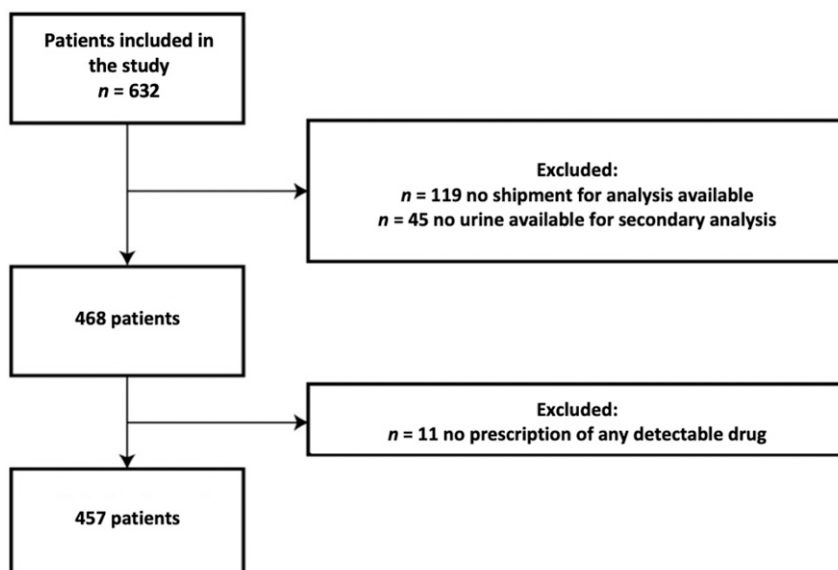 Patients included in
the study
n = 632
Excluded:
n = 119 no shipment for analysis available
n = 45 no urine available for secondary analysis
468 patients
Excluded:
n = 11 no prescription of any detectable drug
457 patients